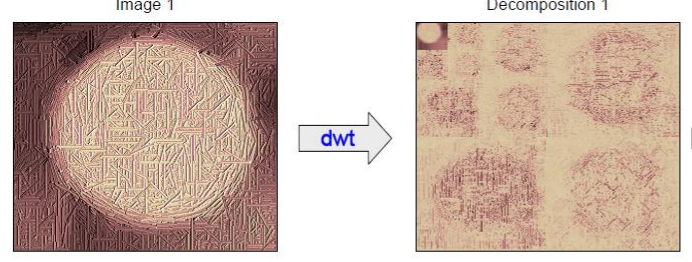 Image 1
Decomposition 1
dwt